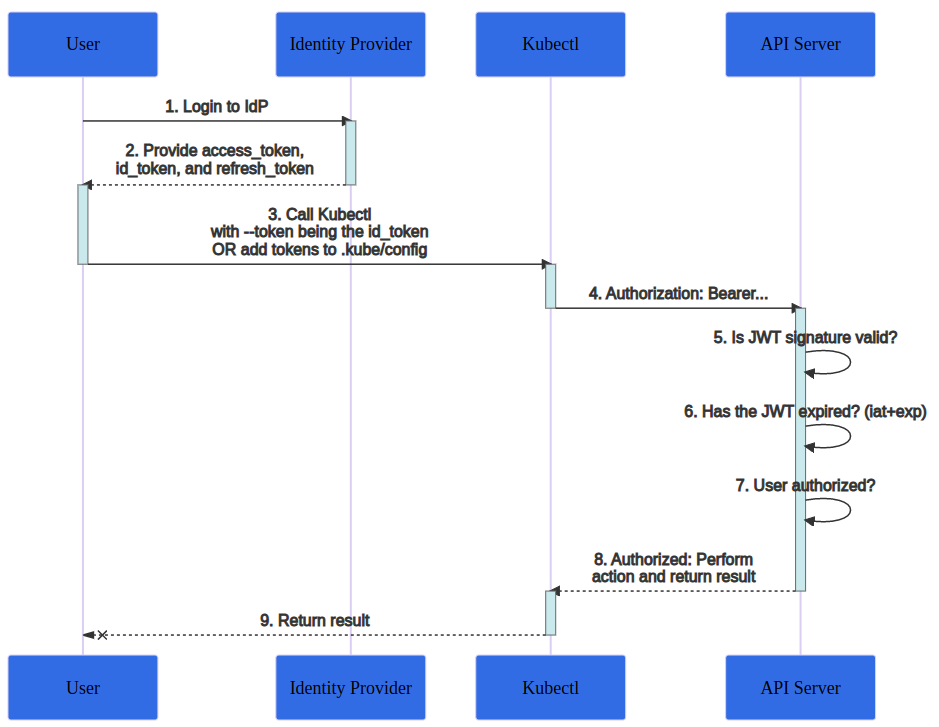 User
Identity Provider
Kubectl
API Server
1. Login to IdP
2. Provide access_token,
id_token, and refresh_token
3. Call Kubectl
with --token being the id_token
OR add tokens to .kube/config
4. Authorization: Bearer...
5. Is JWT signature valid?
6. Has the JWT expired? (iat+exp)
7. User authorized?
8. Authorized: Perform
action and return result
9. Return result
User
Identity Provider
Kubectl
API Server